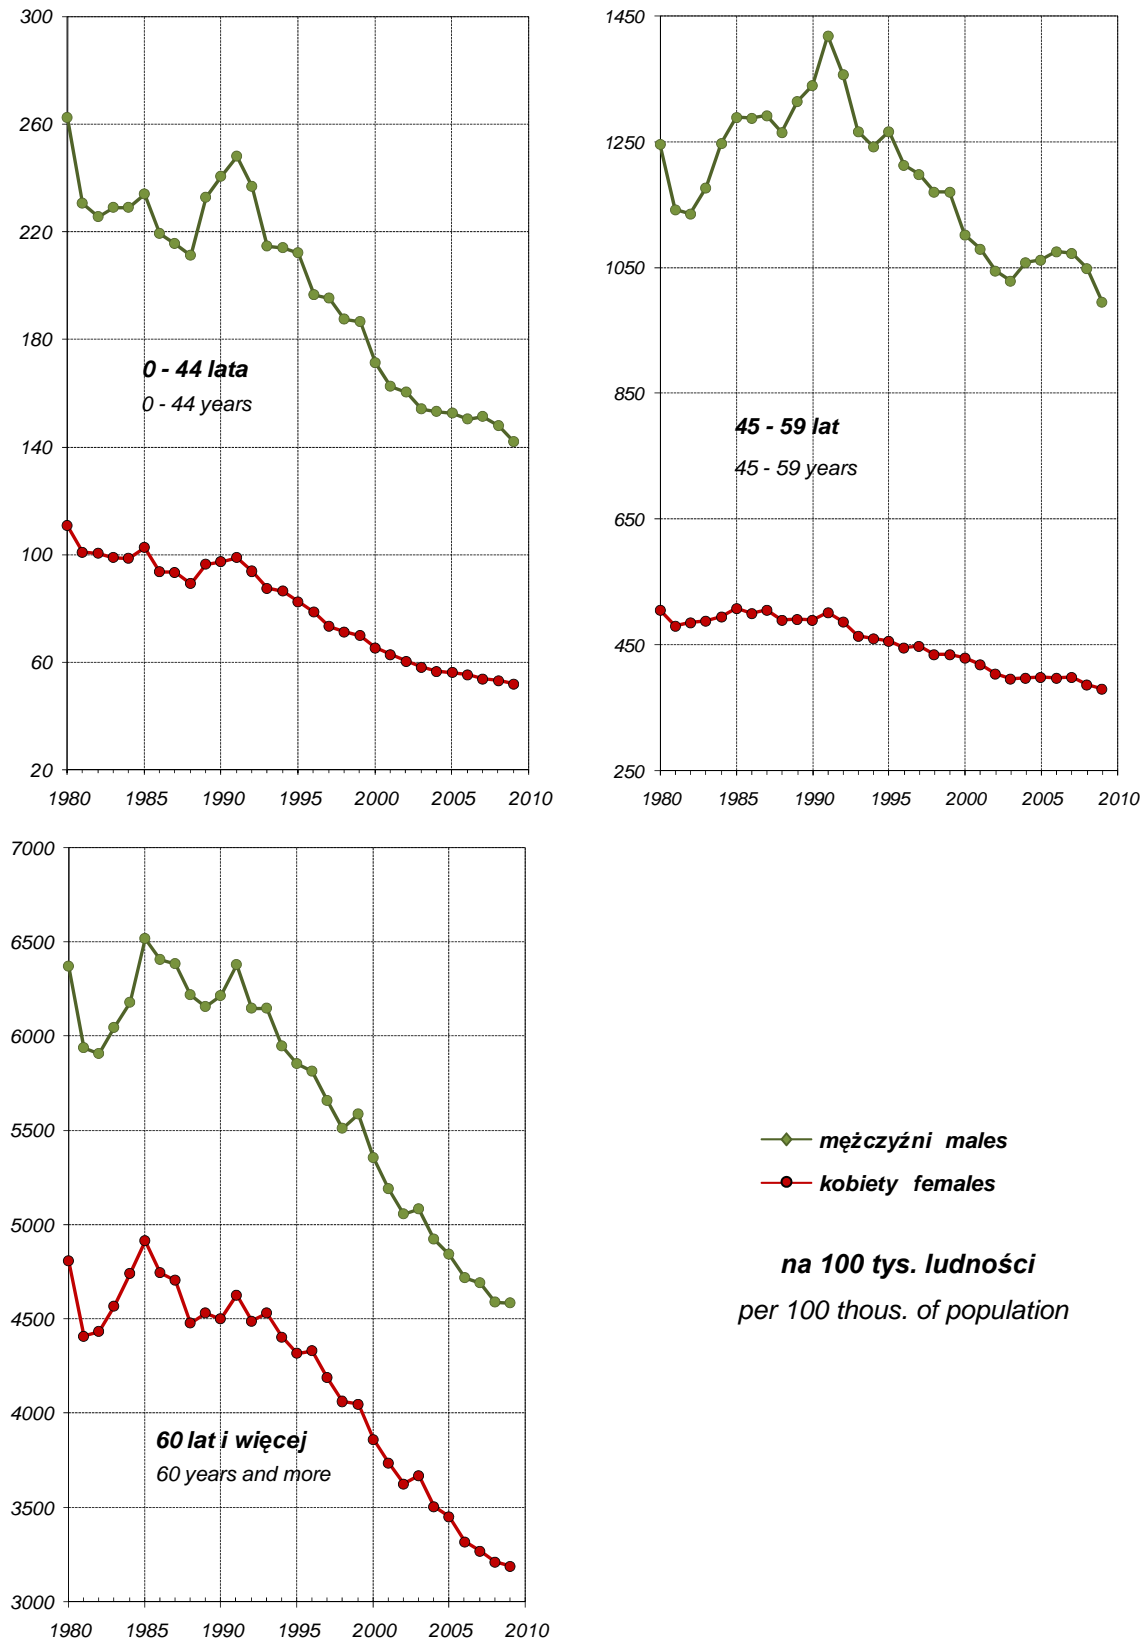 300
260
220
180
140
100
60
20
0 - 44 lata
0 - 44 years
1980 1985 1990 1995 2000 2005 2010
1450
1250
1050
850
650
450
250
45 - 59 lat
45 - 59 years
1980 1985 1990 1995 2000 2005 2010
7000
6500
6000
5500
5000
4500
4000
3500
3000
60 lat i więcej
60 years and more
1980 1985 1990 1995 2000 2005 2010
mężczyźni males
kobiety females
na 100 tys. ludności
per 100 thous. of population